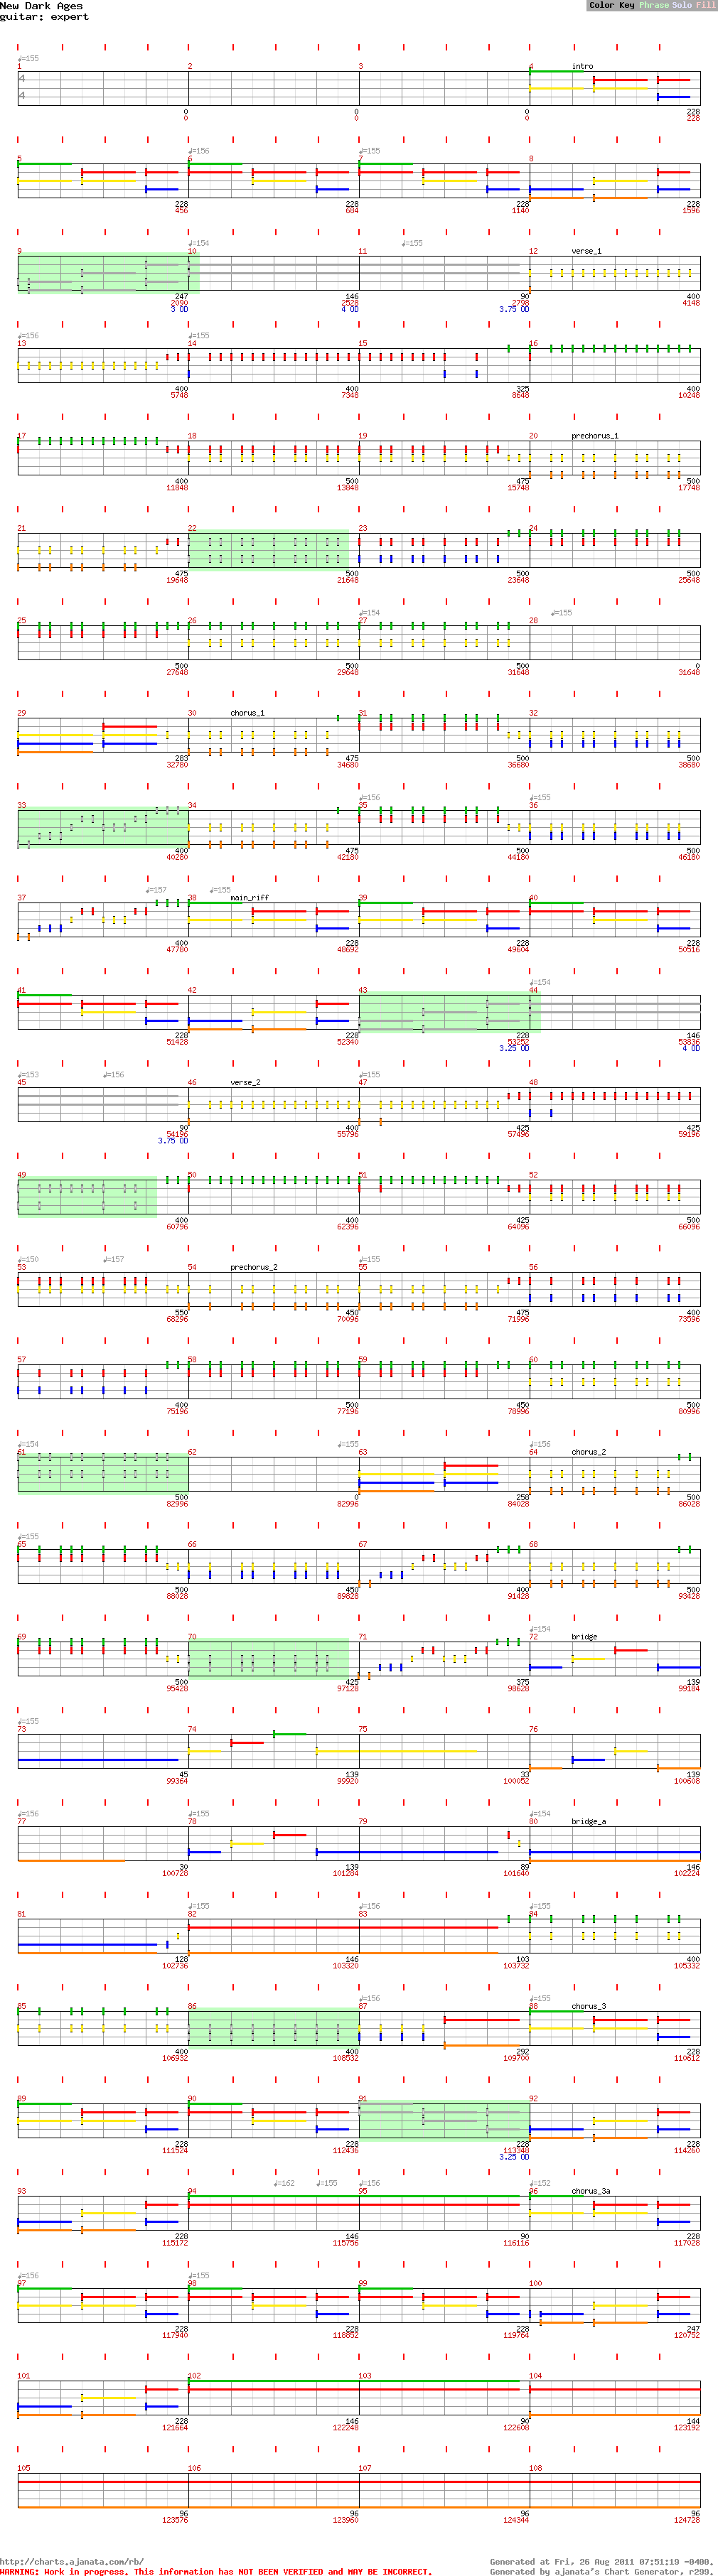 New Dark Ages
guitar: expert
Color Key Phrase Solo Fill
♩=155
1 2 3 4 intro
4
4
0 0 0 228
0 0 0 228
♩=156 ♩=155
5 6 7 8
228 228 228 228
456 684 1140 1596
♩=154 ♩=155
9 10 11 12 verse_1
247 146 90 400
2090 2528 2798 4148
3 OD 4 OD 3.75 OD
♩=156 ♩=155
13 14 15 16
400 400 325 400
5748 7348 8648 10248
17 18 19 20 prechorus_1
400 500 475 500
11848 13848 15748 17748
21 22 23 24
475 500 500 500
19648 21648 23648 25648
♩=154 ♩=155
25 26 27 28
500 500 500 0
27648 29648 31648 31648
29 30 chorus_1 31 32
283 475 500 500
32780 34680 36680 38680
♩=156 ♩=155
33 34 35 36
400 475 500 500
40280 42180 44180 46180
♩=157 ♩=155
37 38 main_riff 39 40
400 228 228 228
47780 48692 49604 50516
♩=154
41 42 43 44
228 228 228 146
51428 52340 53252 53836
3.25 OD 4 OD
♩=153 ♩=156 ♩=155
45 46 verse_2 47 48
90 400 425 425
54196 55796 57496 59196
3.75 OD
49 50 51 52
400 400 425 500
60796 62396 64096 66096
♩=150 ♩=157 ♩=155
53 54 prechorus_2 55 56
550 450 475 400
68296 70096 71996 73596
57 58 59 60
400 500 450 500
75196 77196 78996 80996
♩=154 ♩=155 ♩=156
61 62 63 64 chorus_2
500 0 258 500
82996 82996 84028 86028
♩=155
65 66 67 68
500 450 400 500
88028 89828 91428 93428
♩=154
69 70 71 72 bridge
500 425 375 139
95428 97128 98628 99184
♩=155
73 74 75 76
45 139 33 139
99364 99920 100052 100608
♩=156 ♩=155 ♩=154
77 78 79 80 bridge_a
30 139 89 146
100728 101284 101640 102224
♩=155 ♩=156 ♩=155
81 82 83 84
128 146 103 400
102736 103320 103732 105332
♩=156 ♩=155
85 86 87 88 chorus_3
400 400 292 228
106932 108532 109700 110612
89 90 91 92
228 228 228 228
111524 112436 113348 114260
3.25 OD
♩=162 ♩=155 ♩=156 ♩=152
93 94 95 96 chorus_3a
228 146 90 228
115172 115756 116116 117028
♩=156 ♩=155
97 98 99 100
228 228 228 247
117940 118852 119764 120752
101 102 103 104
228 146 90 144
121664 122248 122608 123192
105 106 107 108
96 96 96 96
123576 123960 124344 124728
http://charts.ajanata.com/rb/ Generated at Fri, 26 Aug 2011 07:51:19 -0400.
WARNING: Work in progress. This information has NOT BEEN VERIFIED and MAY BE INCORRECT. Generated by ajanata's Chart Generator, r299.